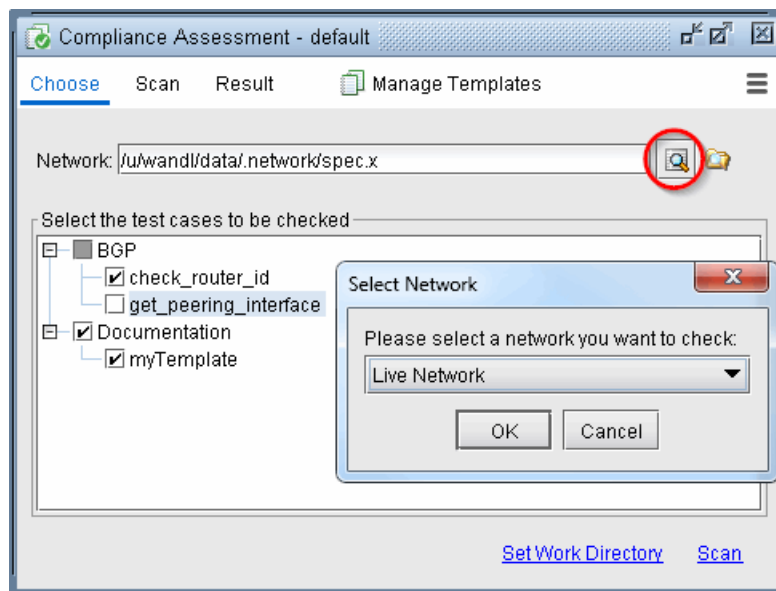 Compliance Assessment - default
Choose Scan Result Manage Templates
Network: /u/wandl/data/.network/spec.x
Select the test cases to be checked
BGP
check_router_id
get_peering_interface
Documentation
myTemplate
Select Network
Please select a network you want to check:
Live Network
OK Cancel
Set Work Directory Scan